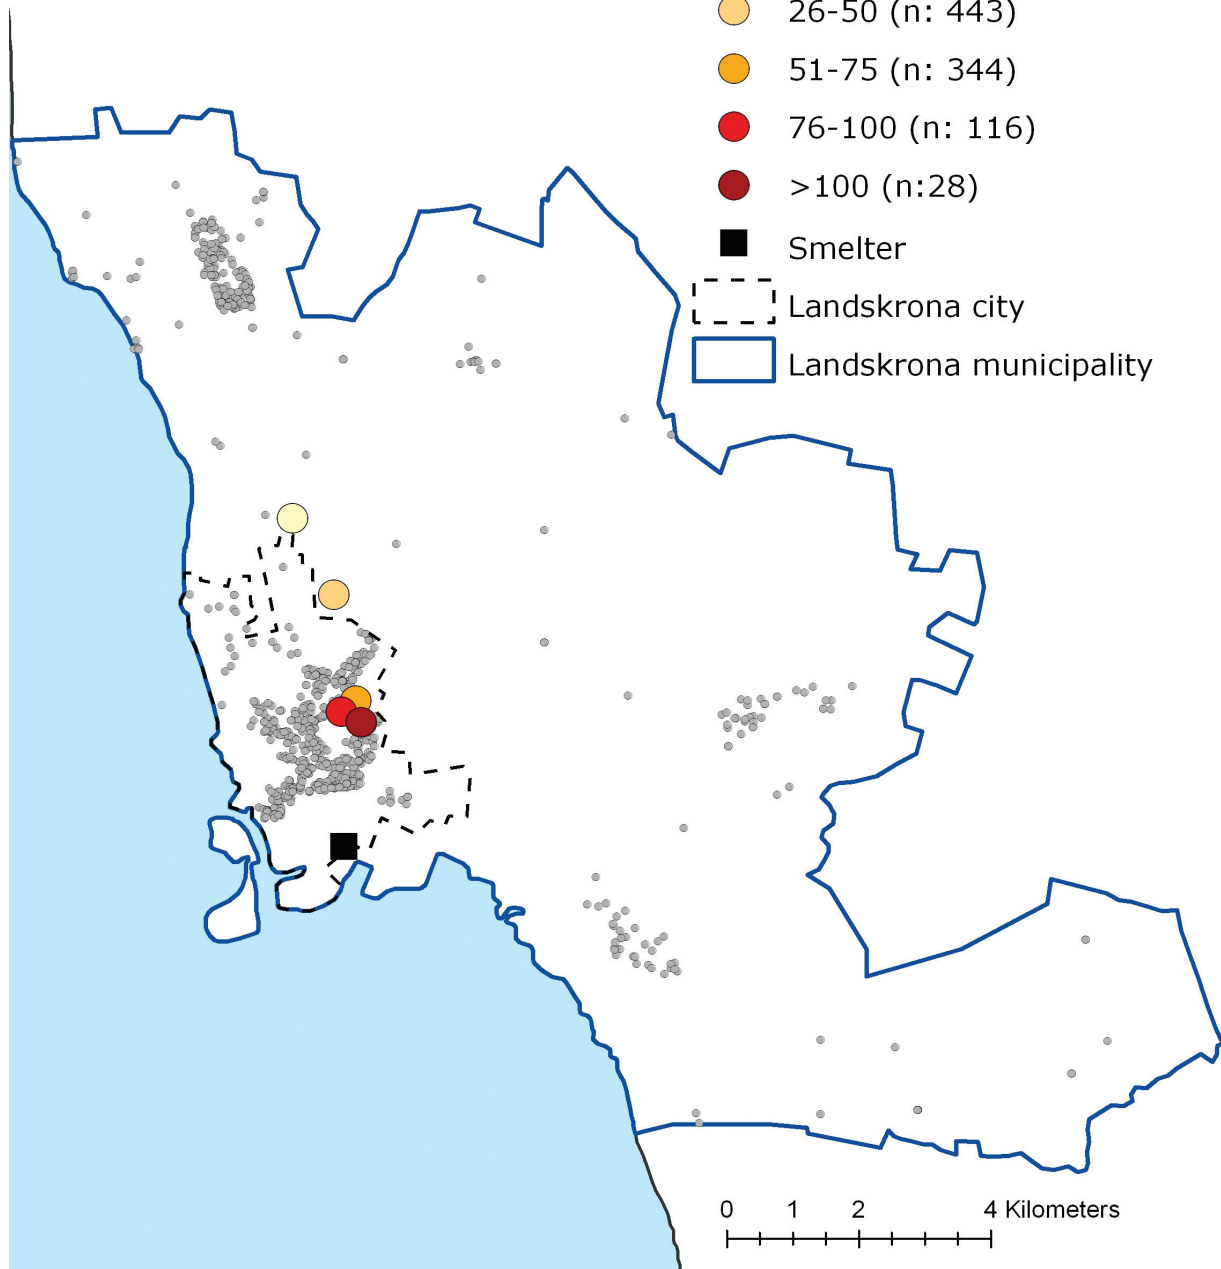 26-50 (n: 443)
51-75 (n: 344)
76-100 (n: 116)
>100 (n:28)
Smelter
Landskrona city
Landskrona municipality
0 1 2 4 Kilometers